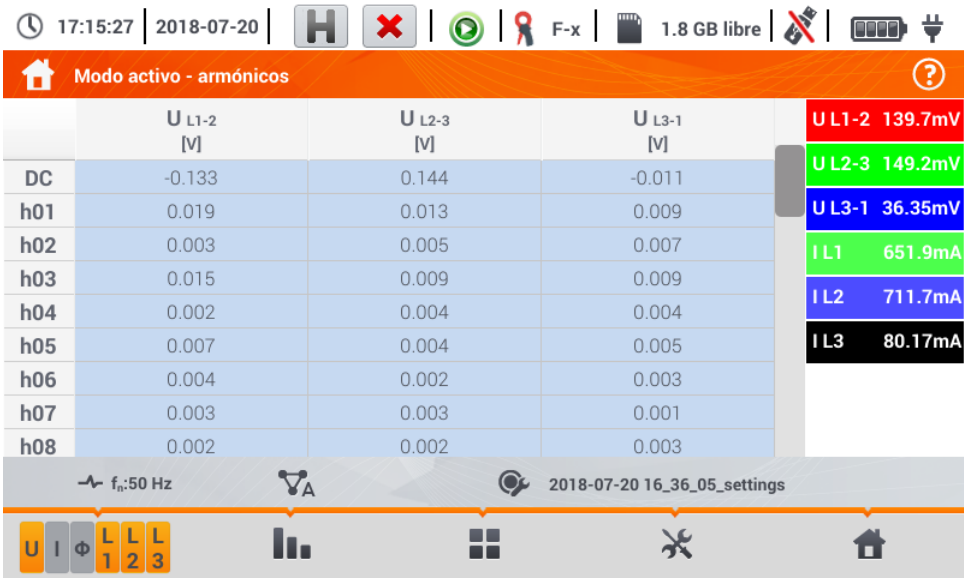 17:15:27 2018-07-20 H F-x 1.8 GB libre
Modo activo - armónicos ?
U L1-2 U L2-3 U L3-1
[V] [V] [V]
DC -0.133 0.144 -0.011
h01 0.019 0.013 0.009
h02 0.003 0.005 0.007
h03 0.015 0.009 0.009
h04 0.002 0.004 0.004
h05 0.007 0.004 0.005
h06 0.004 0.002 0.003
h07 0.003 0.003 0.001
h08 0.002 0.002 0.003
U L1-2 139.7mV
U L2-3 149.2mV
U L3-1 36.35mV
I L1 651.9mA
I L2 711.7mA
I L3 80.17mA
fn:50 Hz A 2018-07-20 16_36_05_settings
U I Φ L1 L2 L3